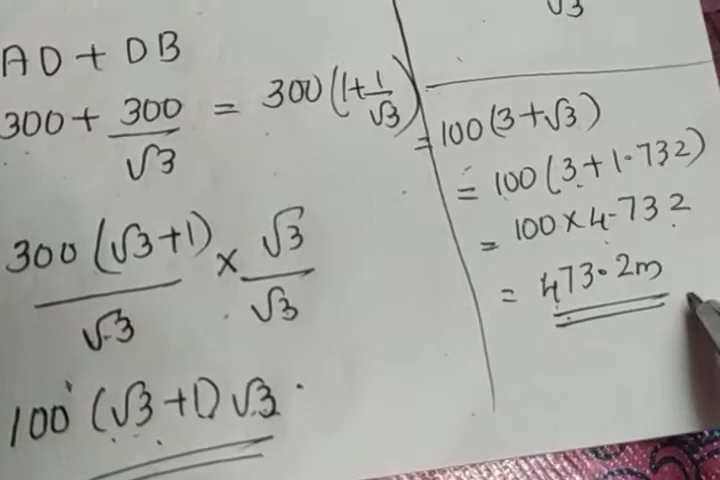 AD + DB
300 + 300/√3 = 300(1+1/√3)
300(√3+1)/√3 × √3/√3
100(√3+1)√3
√3
= 100(3+√3)
= 100(3+1.732)
= 100×4.732
= 473.2m